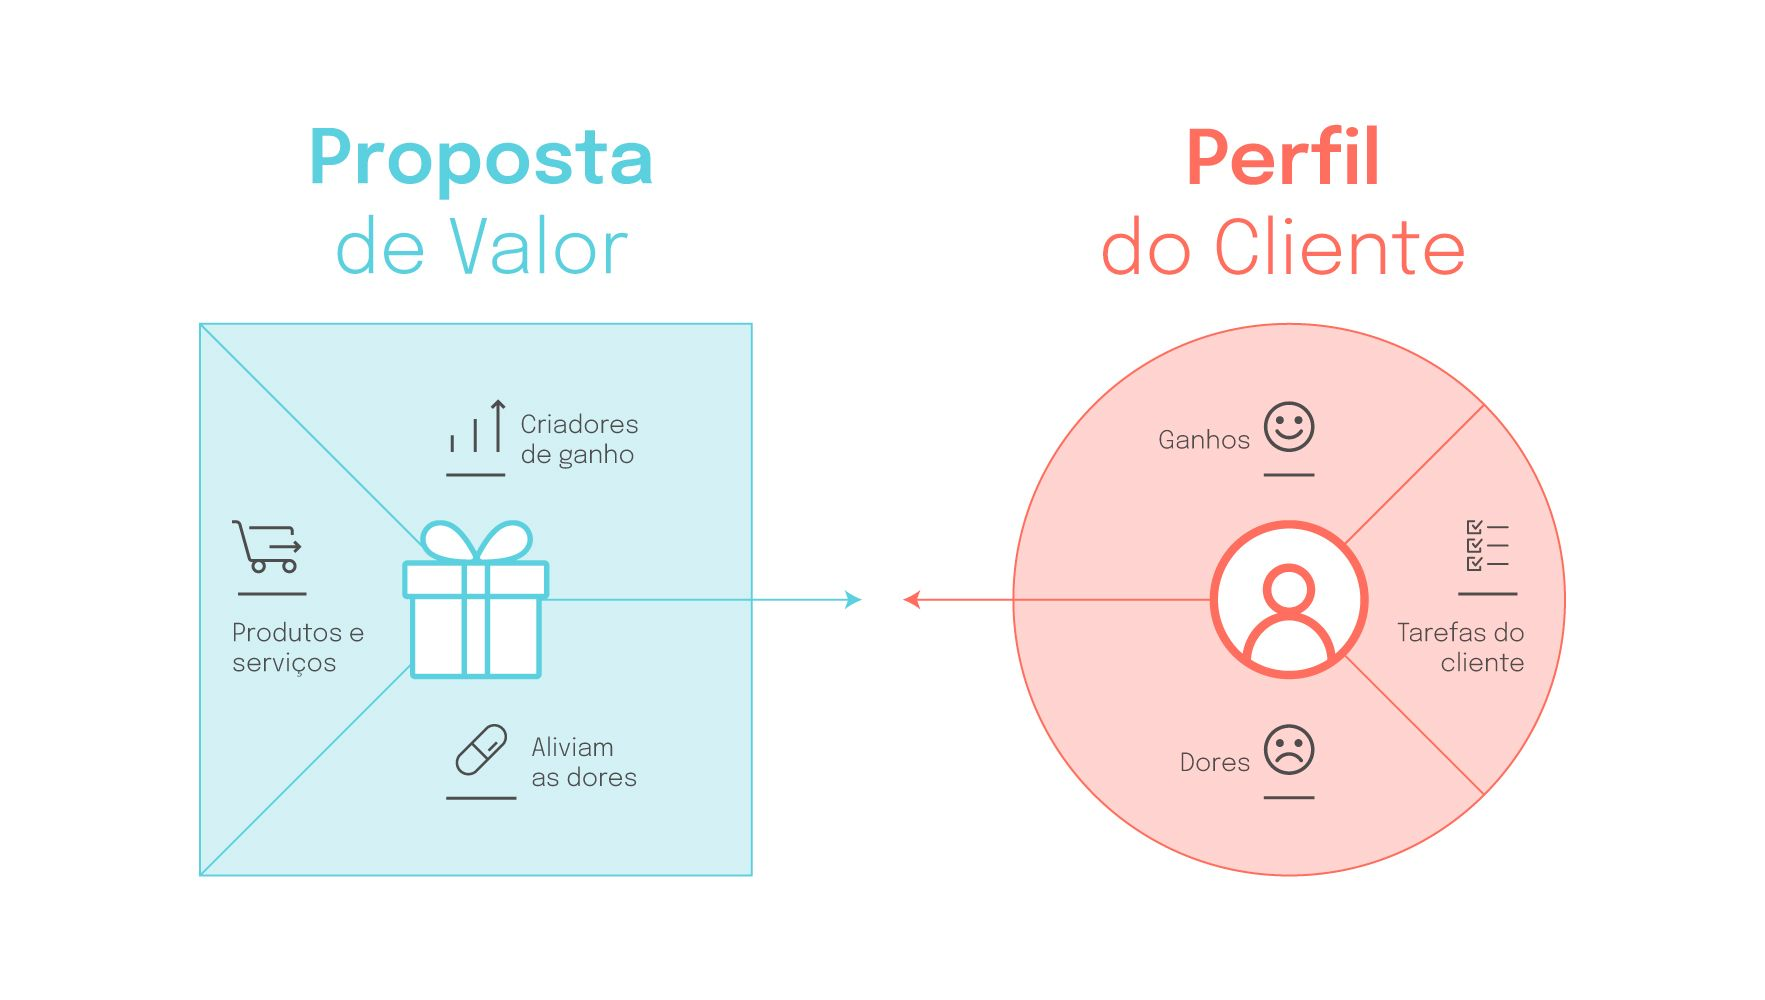 Proposta
de Valor
Criadores
de ganho
Produtos e
serviços
Aliviam
as dores
Perfil
do Cliente
Ganhos
Tarefas do
cliente
Dores